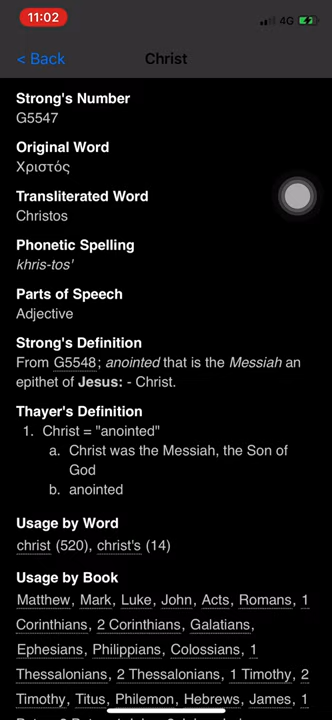 11:02
4G
< Back
Christ
Strong's Number
G5547
Original Word
Χριστός
Transliterated Word
Christos
Phonetic Spelling
khris-tos'
Parts of Speech
Adjective
Strong's Definition
From G5548; anointed that is the Messiah an
epithet of Jesus: - Christ.
Thayer's Definition
1. Christ = "anointed"
a. Christ was the Messiah, the Son of
God
b. anointed
Usage by Word
christ (520), christ's (14)
Usage by Book
Matthew, Mark, Luke, John, Acts, Romans, 1
Corinthians, 2 Corinthians, Galatians,
Ephesians, Philippians, Colossians, 1
Thessalonians, 2 Thessalonians, 1 Timothy, 2
Timothy, Titus, Philemon, Hebrews, James, 1